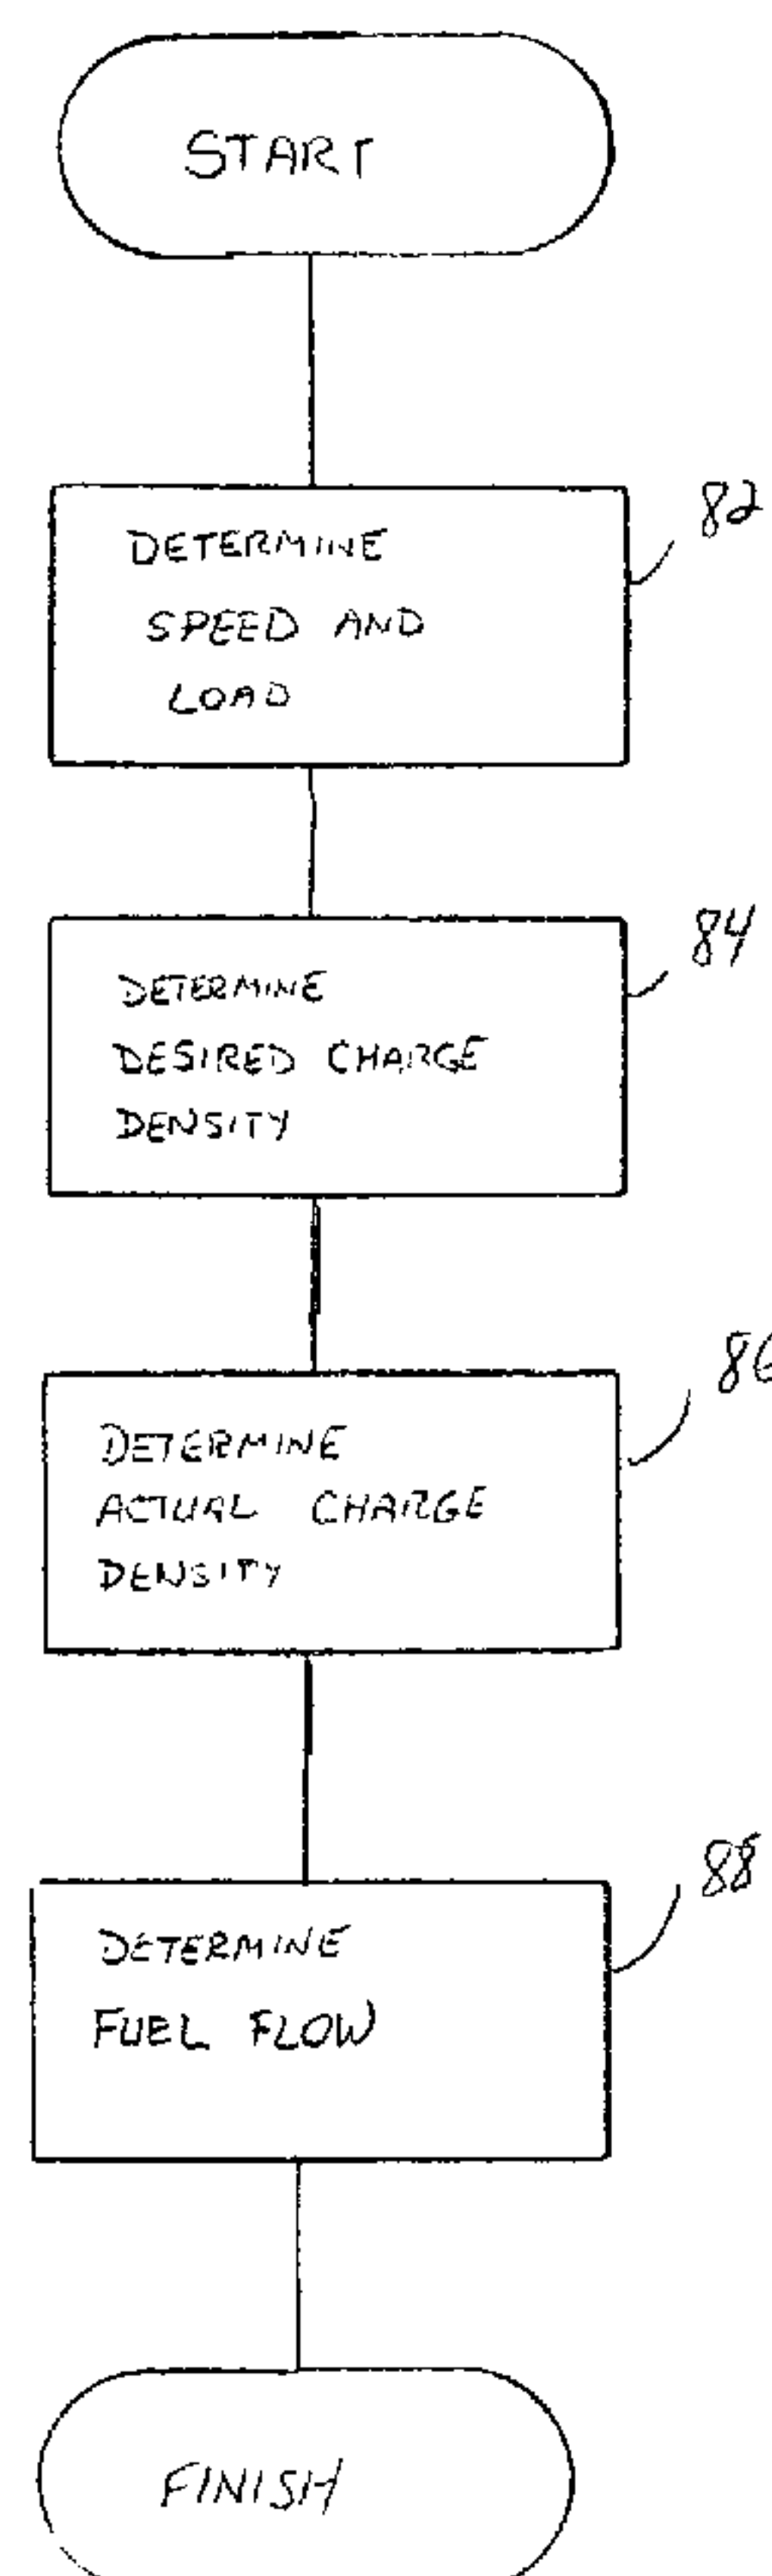 START
82
DETERMINE
SPEED AND
LOAD
84
DETERMINE
DESIRED CHARGE
DENSITY
86
DETERMINE
ACTUAL CHARGE
DENSITY
88
DETERMINE
FUEL FLOW
FINISH